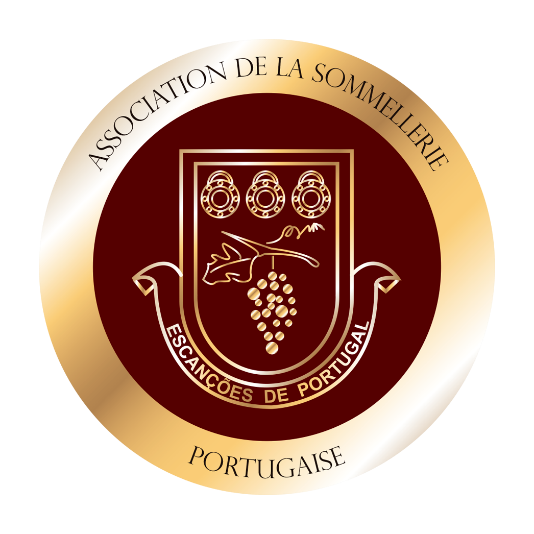 ASSOCIATION DE LA SOMMELLERIE
ESCANÇÕES DE PORTUGAL
PORTUGAISE